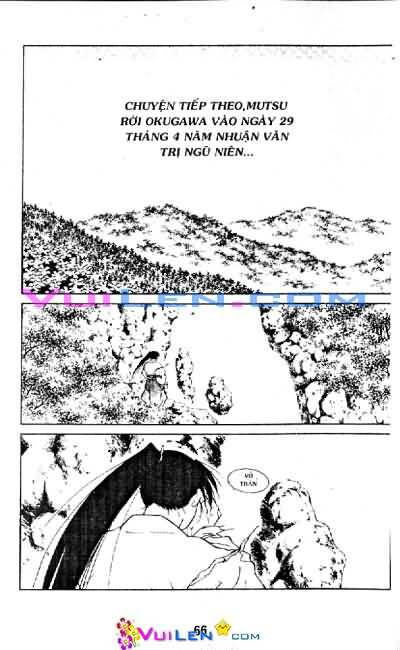 CHUYỆN TIẾP THEO,MUTSU
RỜI OKUGAWA VÀO NGÀY 29
THÁNG 4 NĂM NHUẬN VĂN
TRỊ NGŨ NIÊN...
VUILEN.COM
VÔ
TRẦN
66
VUILEN
.com